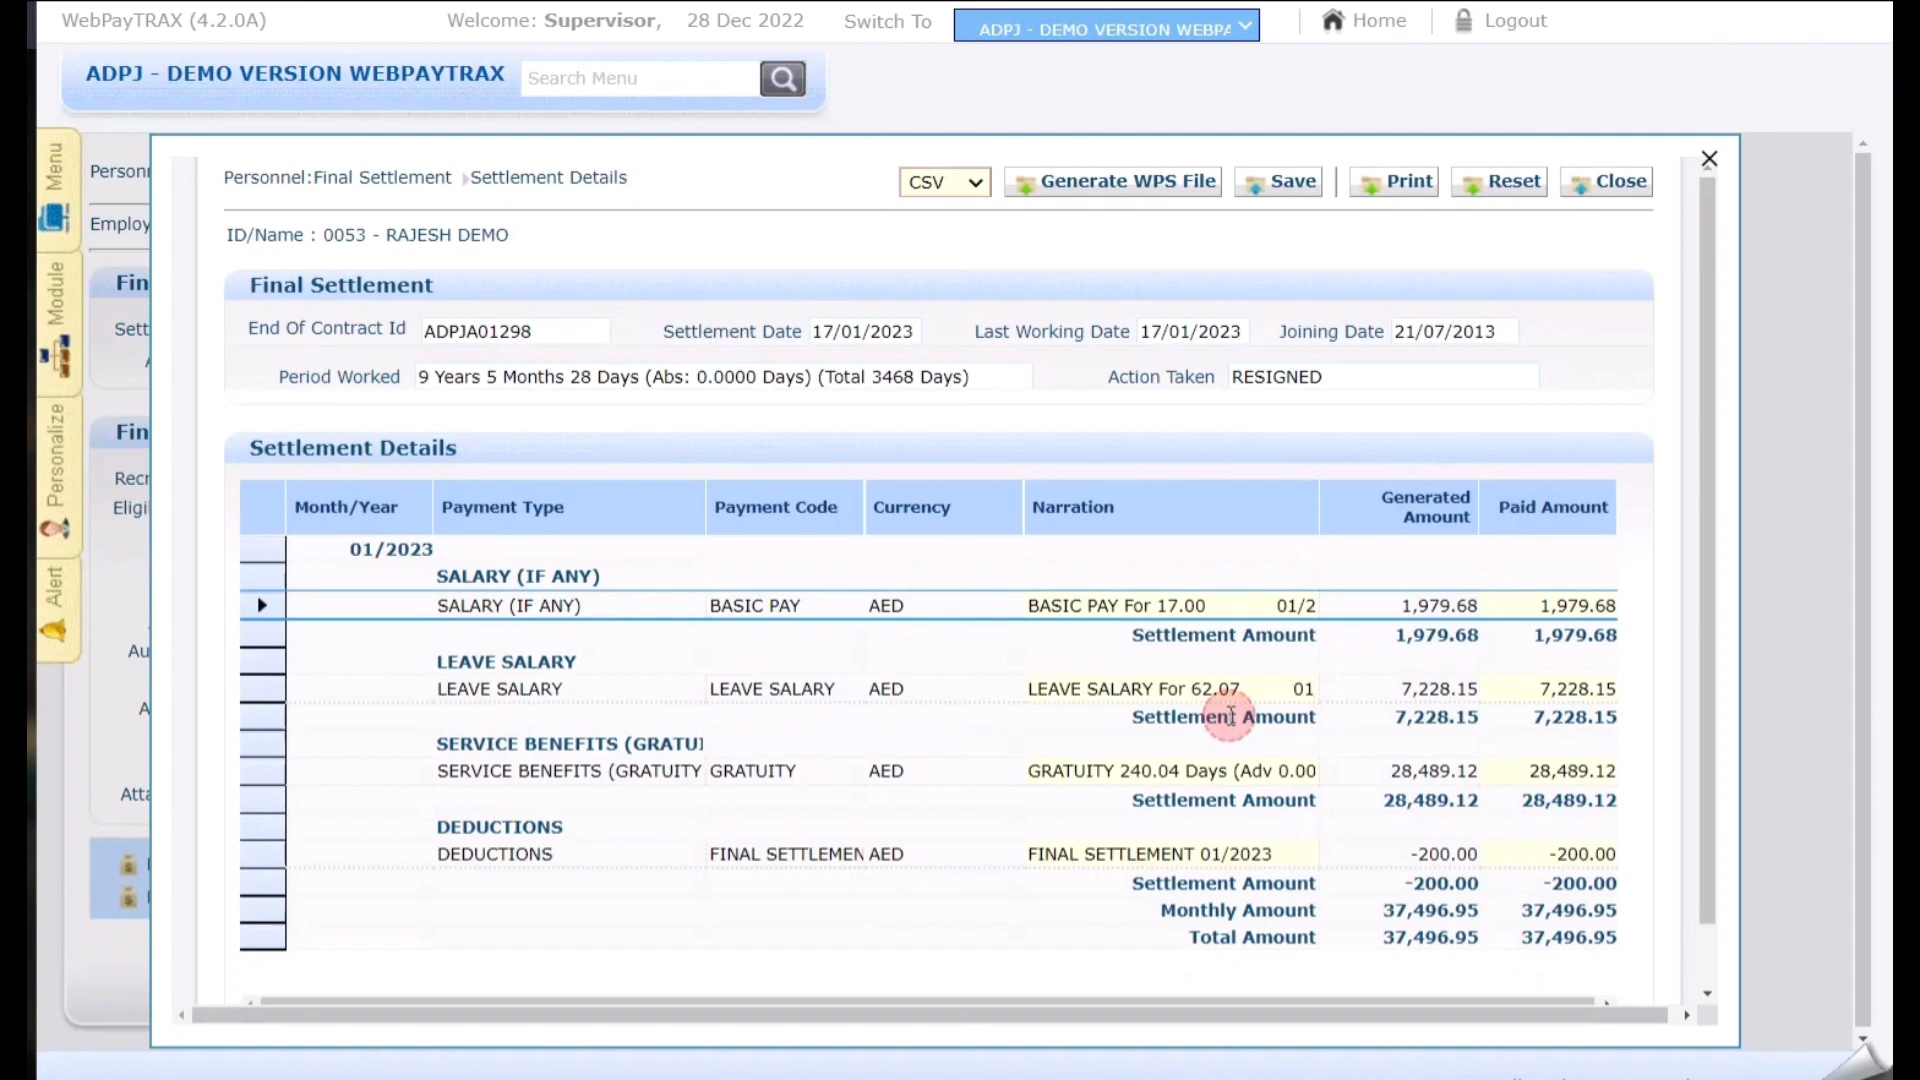 WebPayTRAX (4.2.0A) Welcome: Supervisor, 28 Dec 2022 Switch To ADPJ - DEMO VERSION WEBPA Home Logout
ADPJ - DEMO VERSION WEBPAYTRAX Search Menu
Menu
Module
Personalize
Alert
Personn
Employ
Fin
Sett
Fin
Recr
Eligi
Au
A
Atta
Personnel:Final Settlement Settlement Details CSV Generate WPS File Save Print Reset Close
ID/Name : 0053 - RAJESH DEMO
Final Settlement
End Of Contract Id ADPJA01298 Settlement Date 17/01/2023 Last Working Date 17/01/2023 Joining Date 21/07/2013
Period Worked 9 Years 5 Months 28 Days (Abs: 0.0000 Days) (Total 3468 Days) Action Taken RESIGNED
Settlement Details
Month/Year Payment Type Payment Code Currency Narration Generated Amount Paid Amount
01/2023
SALARY (IF ANY)
SALARY (IF ANY) BASIC PAY AED BASIC PAY For 17.00 01/2 1,979.68 1,979.68
Settlement Amount 1,979.68 1,979.68
LEAVE SALARY
LEAVE SALARY LEAVE SALARY AED LEAVE SALARY For 62.07 01 7,228.15 7,228.15
Settlement Amount 7,228.15 7,228.15
SERVICE BENEFITS (GRATUI
SERVICE BENEFITS (GRATUITY GRATUITY AED GRATUITY 240.04 Days (Adv 0.00 28,489.12 28,489.12
Settlement Amount 28,489.12 28,489.12
DEDUCTIONS
DEDUCTIONS FINAL SETTLEMEN AED FINAL SETTLEMENT 01/2023 -200.00 -200.00
Settlement Amount -200.00 -200.00
Monthly Amount 37,496.95 37,496.95
Total Amount 37,496.95 37,496.95